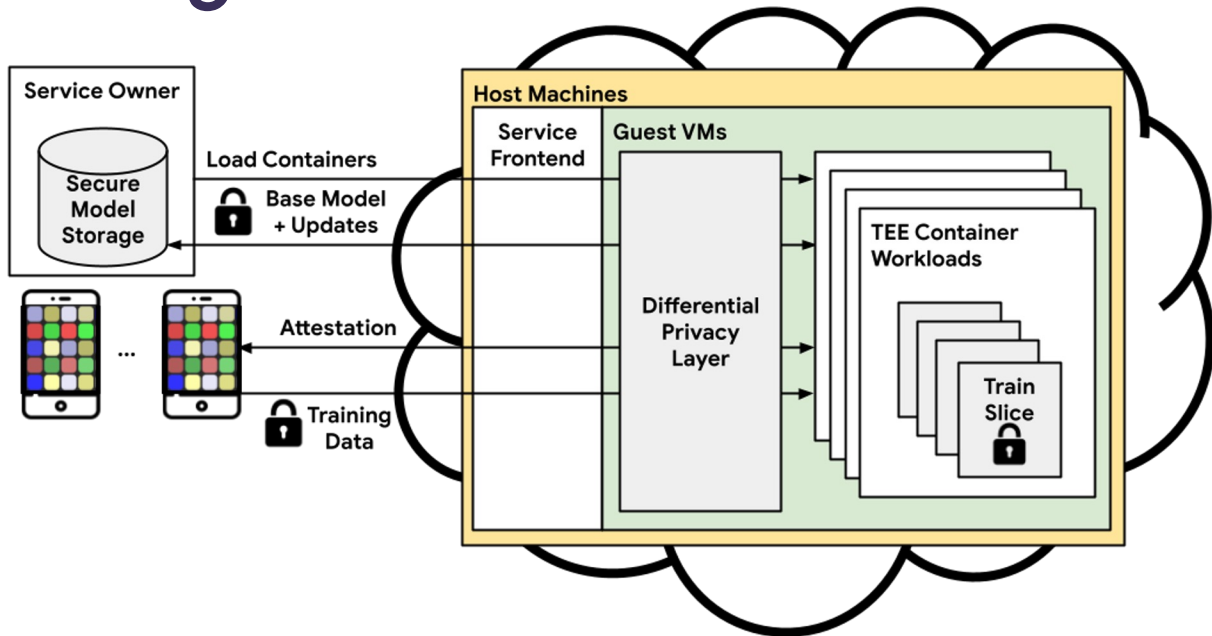 Service Owner
Secure
Model
Storage
Load Containers
Base Model
+ Updates
Attestation
...
Training
Data
Host Machines
Service
Frontend
Guest VMs
Differential
Privacy
Layer
TEE Container
Workloads
Train
Slice